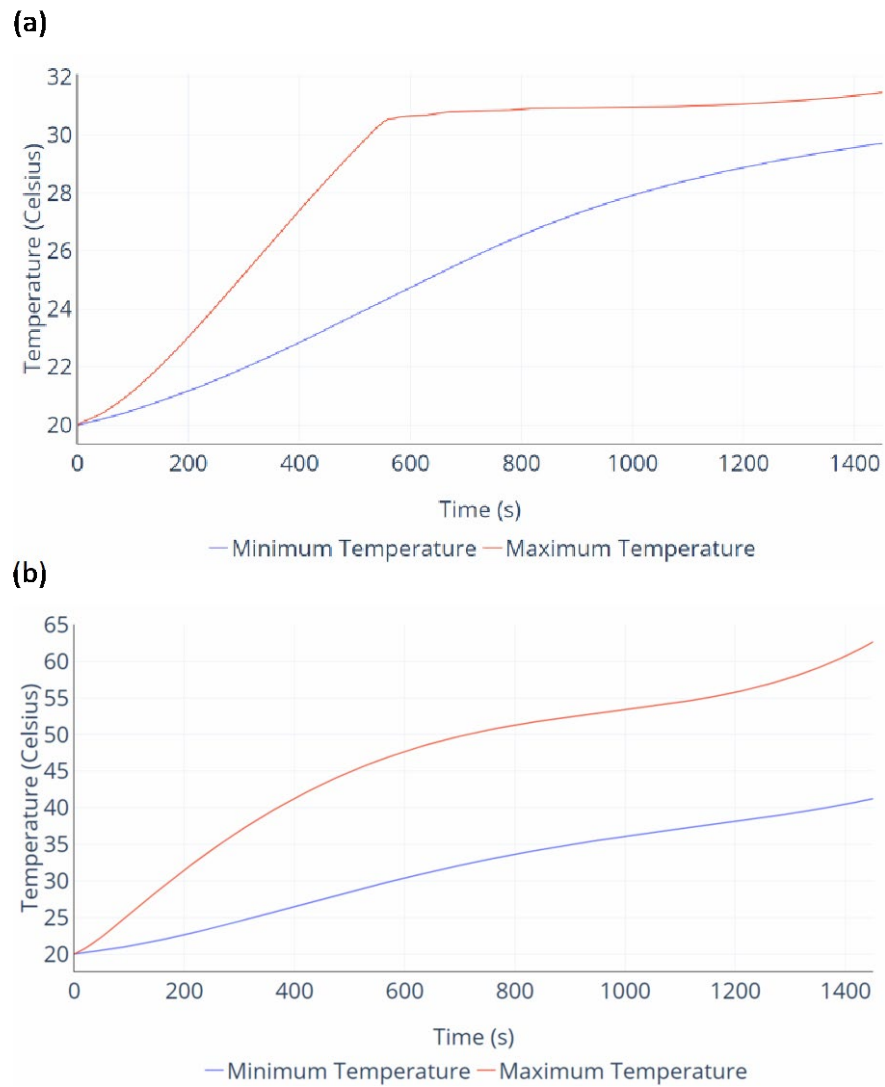 (a)
32
30
28
26
24
22
20
Temperature (Celsius)
0 200 400 600 800 1000 1200 1400
Time (s)
Minimum Temperature Maximum Temperature
(b)
65
60
55
50
45
40
35
30
25
20
Temperature (Celsius)
0 200 400 600 800 1000 1200 1400
Time (s)
Minimum Temperature Maximum Temperature